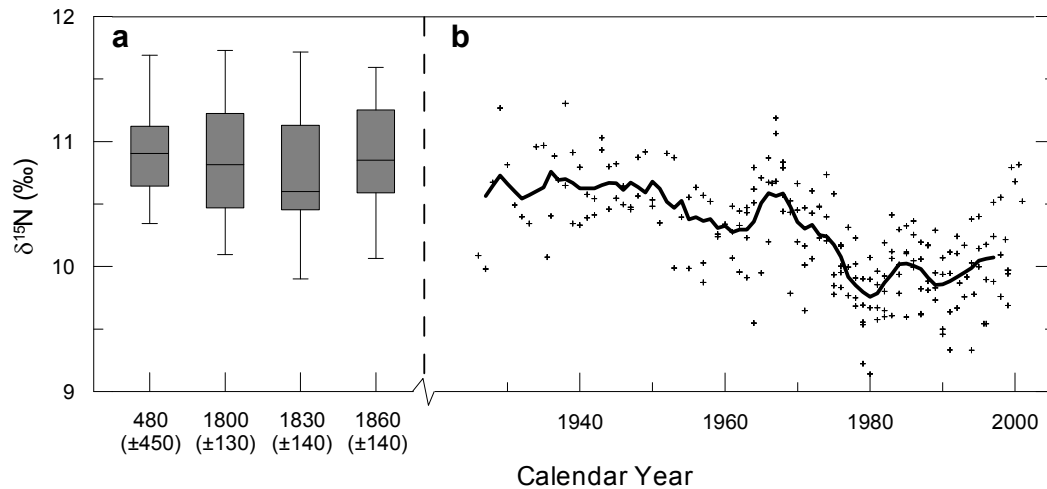 12
11
10
9
δ¹⁵N (‰)
a
b
480 1800 1830 1860
(±450) (±130) (±140) (±140)
1940 1960 1980 2000
Calendar Year